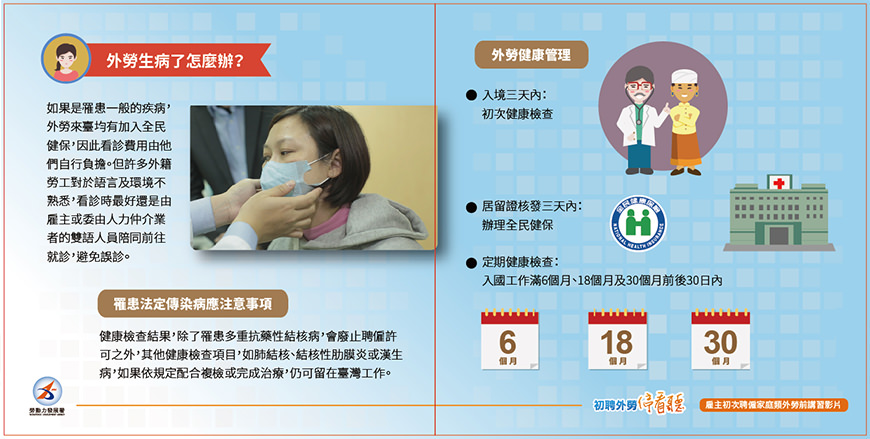 外勞生病了怎麼辦？
如果是罹患一般的疾病，
外勞來臺均有加入全民
健保，因此看診費用由他
們自行負擔。但許多外籍
勞工對於語言及環境不
熟悉，看診時最好還是由
雇主或委由人力仲介業
者的雙語人員陪同前往
就診，避免誤診。
罹患法定傳染病應注意事項
健康檢查結果，除了罹患多重抗藥性結核病，會廢止聘僱許
可之外，其他健康檢查項目，如肺結核、結核性肋膜炎或漢生
病，如果依規定配合複檢或完成治療，仍可留在臺灣工作。
勞動力發展署
外勞健康管理
● 入境三天內：
初次健康檢查
● 居留證核發三天內：
辦理全民健保
全民健康保險
NATIONAL HEALTH INSURANCE
● 定期健康檢查：
入國工作滿6個月、18個月及30個月前後30日內
6
個月
18
個月
30
個月
初聘外勞停看聽
雇主初次聘僱家庭類外勞前講習影片